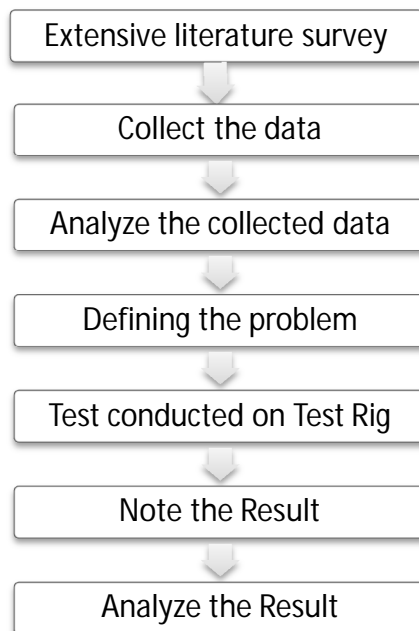 Extensive literature survey
Collect the data
Analyze the collected data
Defining the problem
Test conducted on Test Rig
Note the Result
Analyze the Result